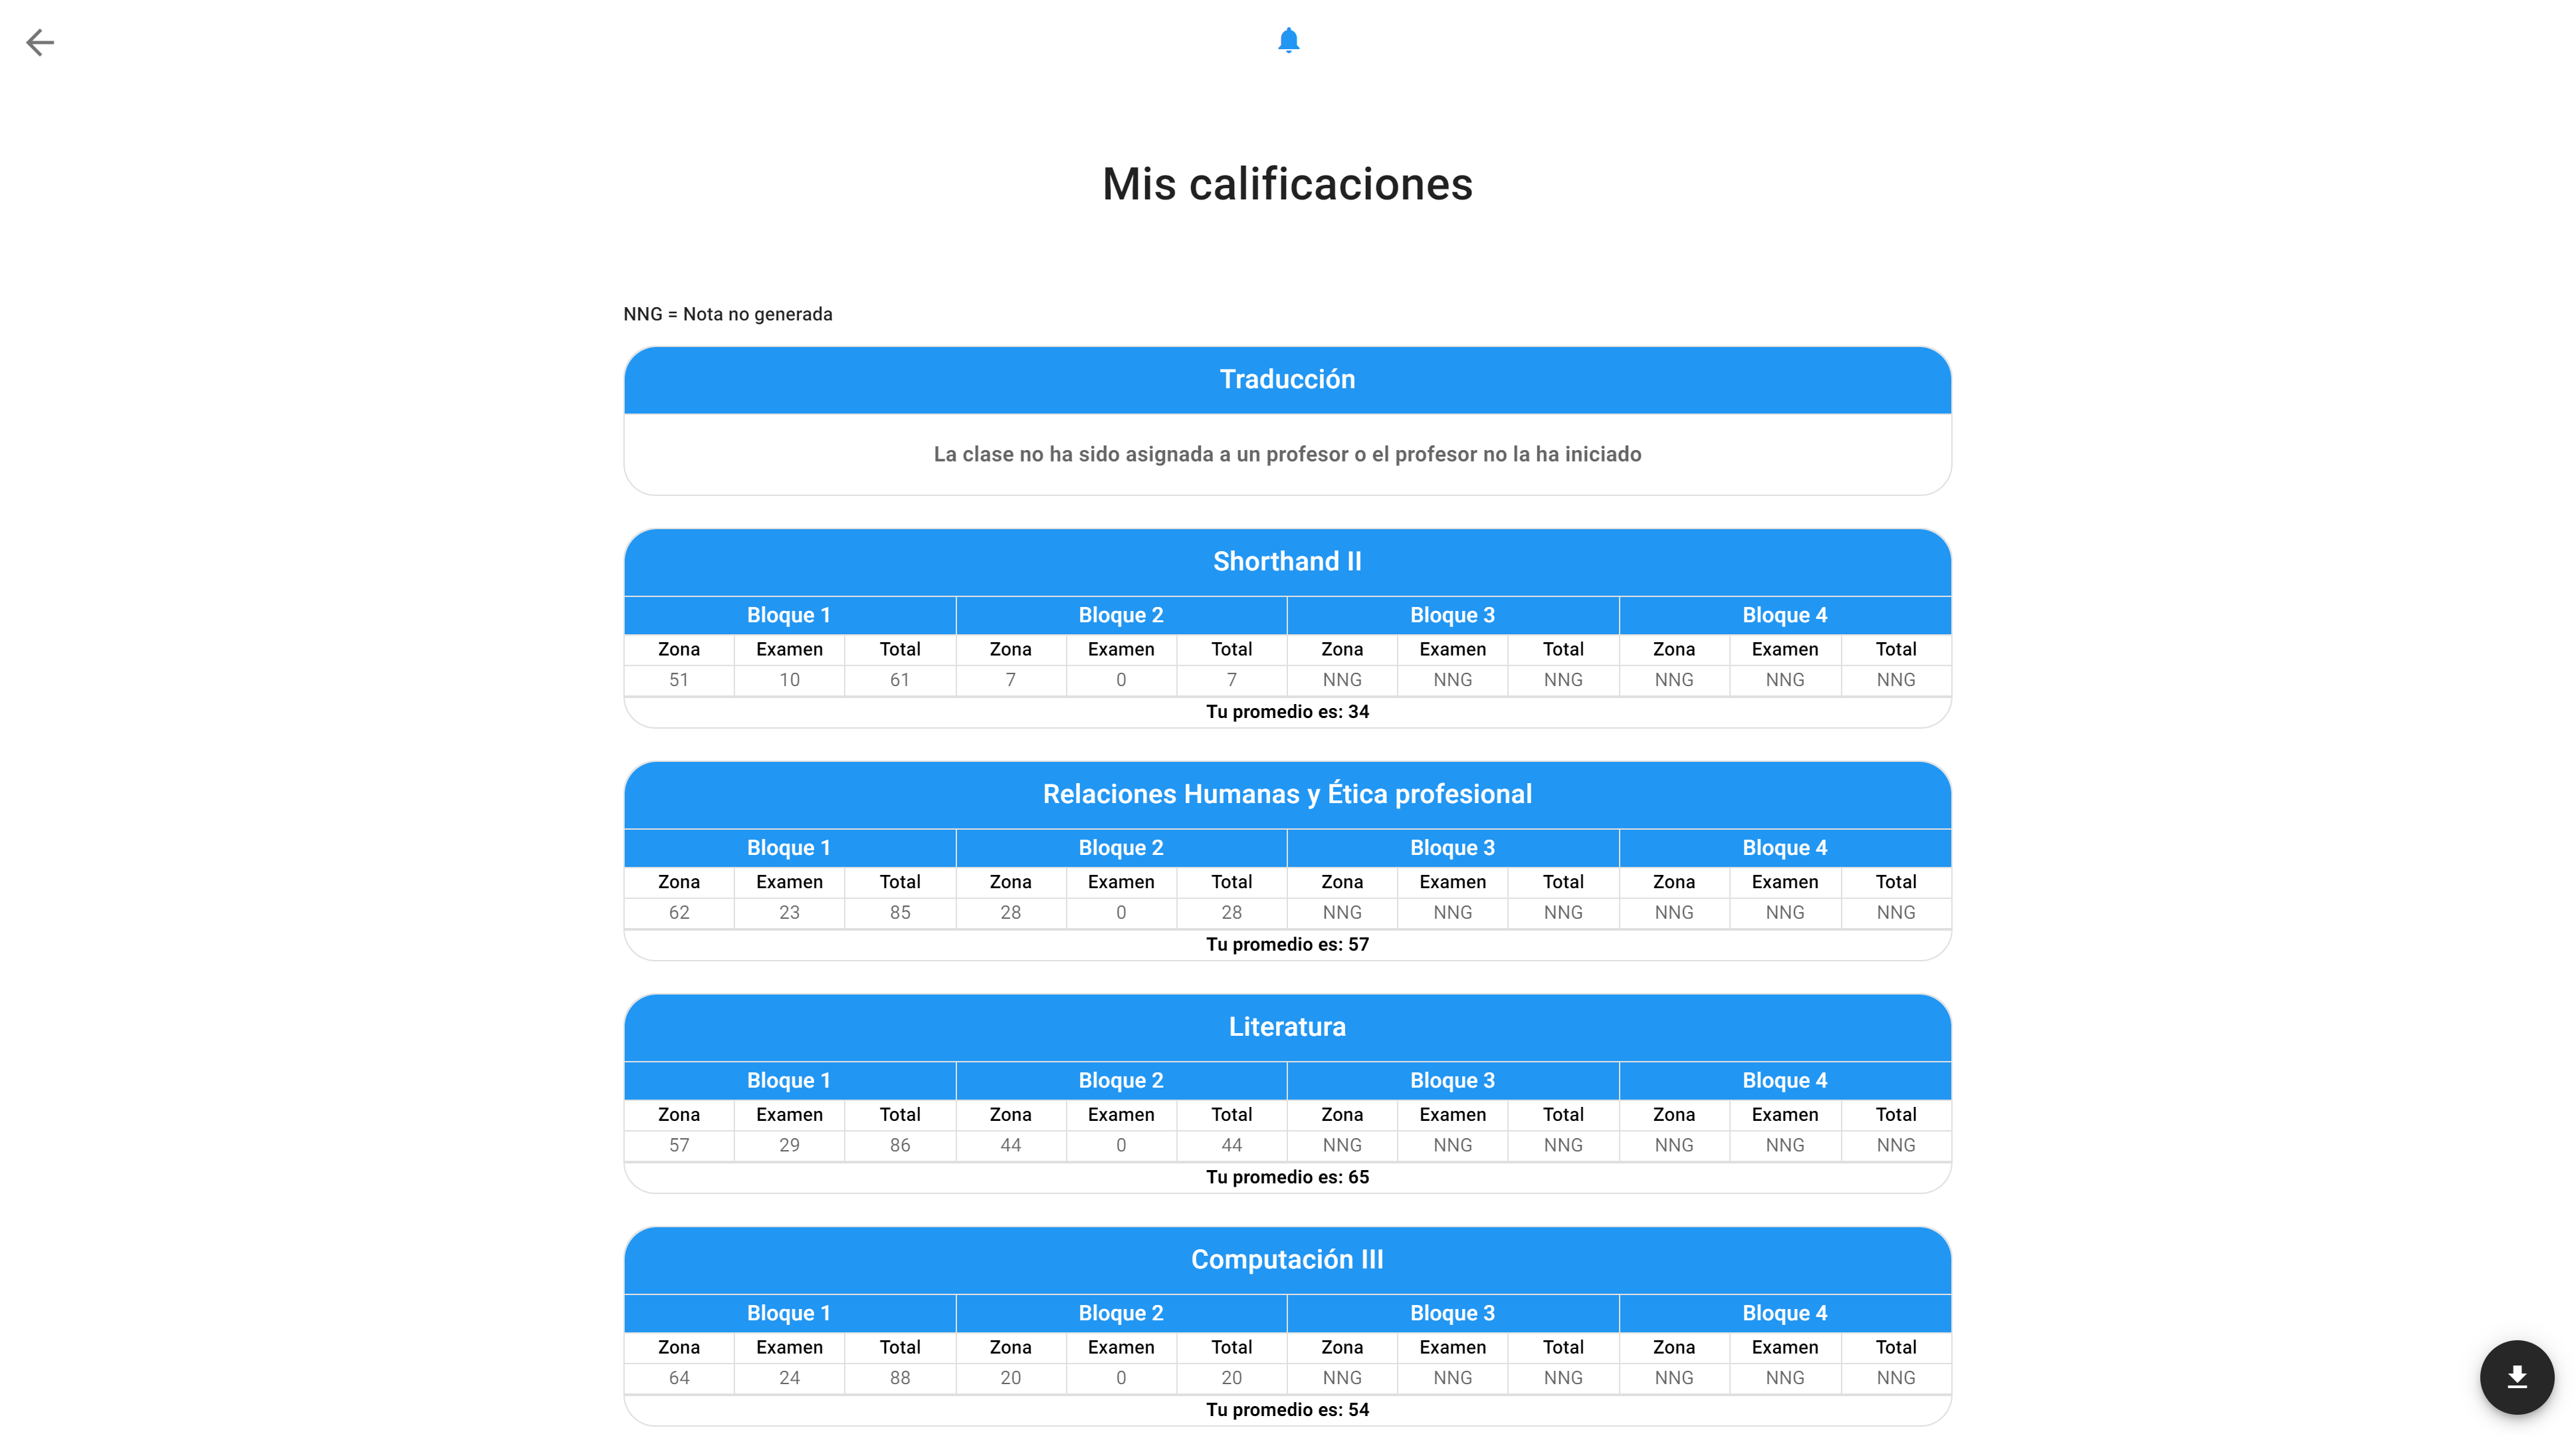 Mis calificaciones
NNG = Nota no generada
Traducción
La clase no ha sido asignada a un profesor o el profesor no la ha iniciado
Shorthand II
Bloque 1 Bloque 2 Bloque 3 Bloque 4
Zona Examen Total Zona Examen Total Zona Examen Total Zona Examen Total
51 10 61 7 0 7 NNG NNG NNG NNG NNG NNG
Tu promedio es: 34
Relaciones Humanas y Ética profesional
Bloque 1 Bloque 2 Bloque 3 Bloque 4
Zona Examen Total Zona Examen Total Zona Examen Total Zona Examen Total
62 23 85 28 0 28 NNG NNG NNG NNG NNG NNG
Tu promedio es: 57
Literatura
Bloque 1 Bloque 2 Bloque 3 Bloque 4
Zona Examen Total Zona Examen Total Zona Examen Total Zona Examen Total
57 29 86 44 0 44 NNG NNG NNG NNG NNG NNG
Tu promedio es: 65
Computación III
Bloque 1 Bloque 2 Bloque 3 Bloque 4
Zona Examen Total Zona Examen Total Zona Examen Total Zona Examen Total
64 24 88 20 0 20 NNG NNG NNG NNG NNG NNG
Tu promedio es: 54